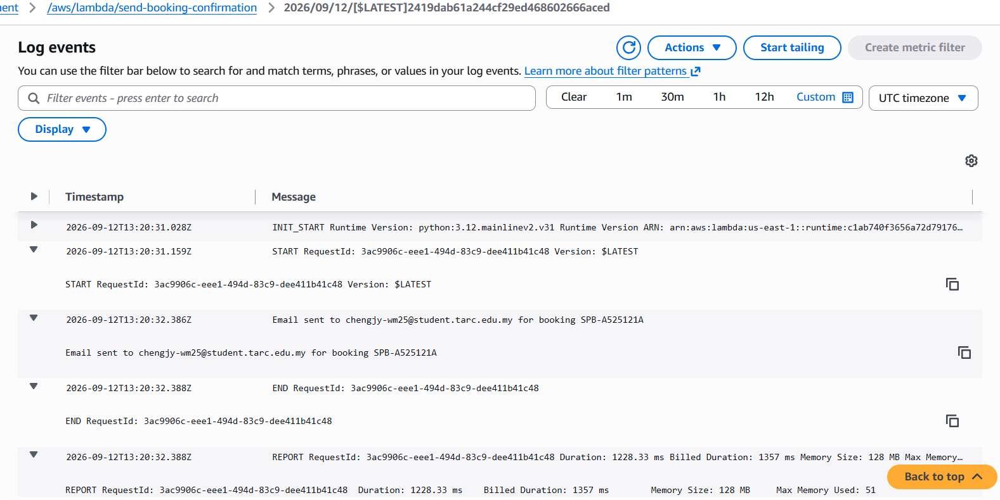 nent > /aws/lambda/send-booking-confirmation > 2026/09/12/[$LATEST]2419dab61a244cf29ed468602666aced
Log events
Actions
Start tailing
Create metric filter
You can use the filter bar below to search for and match terms, phrases, or values in your log events. Learn more about filter patterns
Filter events - press enter to search
Clear 1m 30m 1h 12h Custom
UTC timezone
Display
Timestamp Message
2026-09-12T13:20:31.028Z INIT_START Runtime Version: python:3.12.mainlinev2.v31 Runtime Version ARN: arn:aws:lambda:us-east-1::runtime:c1ab740f3656a72d79176…
2026-09-12T13:20:31.159Z START RequestId: 3ac9906c-eee1-494d-83c9-dee411b41c48 Version: $LATEST
START RequestId: 3ac9906c-eee1-494d-83c9-dee411b41c48 Version: $LATEST
2026-09-12T13:20:32.386Z Email sent to chengjy-wm25@student.tarc.edu.my for booking SPB-A525121A
Email sent to chengjy-wm25@student.tarc.edu.my for booking SPB-A525121A
2026-09-12T13:20:32.388Z END RequestId: 3ac9906c-eee1-494d-83c9-dee411b41c48
END RequestId: 3ac9906c-eee1-494d-83c9-dee411b41c48
2026-09-12T13:20:32.388Z REPORT RequestId: 3ac9906c-eee1-494d-83c9-dee411b41c48 Duration: 1228.33 ms Billed Duration: 1357 ms Memory Size: 128 MB Max Memory…
Back to top
REPORT RequestId: 3ac9906c-eee1-494d-83c9-dee411b41c48 Duration: 1228.33 ms Billed Duration: 1357 ms Memory Size: 128 MB Max Memory Used: 51